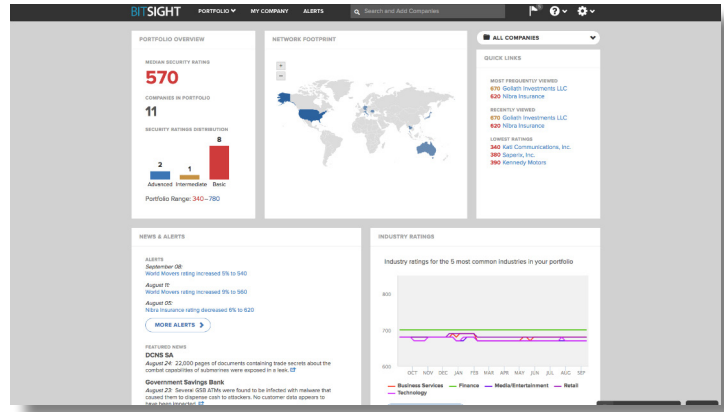 BITSIGHT
PORTFOLIO
MY COMPANY
ALERTS
Search and Add Companies
PORTFOLIO OVERVIEW
MEDIAN SECURITY RATING
570
COMPANIES IN PORTFOLIO
11
SECURITY RATINGS DISTRIBUTION
8
2
1
Advanced Intermediate Basic
Portfolio Range: 340–780
NETWORK FOOTPRINT
+
−
ALL COMPANIES
QUICK LINKS
MOST FREQUENTLY VIEWED
670 Goliath Investments LLC
620 Nibra Insurance
RECENTLY VIEWED
670 Goliath Investments LLC
620 Nibra Insurance
LOWEST RATINGS
340 Kati Communications, Inc.
380 Saperix, Inc.
390 Kennedy Motors
NEWS & ALERTS
ALERTS
September 08:
World Movers rating increased 5% to 540
August 11:
World Movers rating increased 9% to 560
August 05:
Nibra Insurance rating decreased 6% to 620
MORE ALERTS
FEATURED NEWS
DCNS SA
August 24: 22,000 pages of documents containing trade secrets about the
combat capabilities of submarines were exposed in a leak.
Government Savings Bank
August 23: Several GSB ATMs were found to be infected with malware that
caused them to dispense cash to attackers. No customer data appears to
have been impacted.
INDUSTRY RATINGS
Industry ratings for the 5 most common industries in your portfolio
800
700
600
OCT NOV DEC JAN FEB MAR APR MAY JUN JUL AUG SEP
Business Services Finance Media/Entertainment Retail
Technology